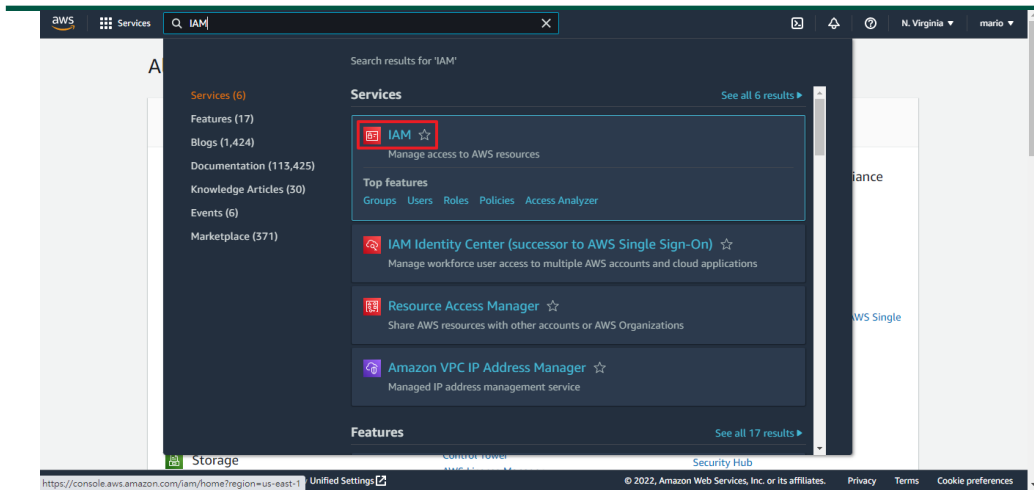 aws Services IAM N. Virginia ▼ mario ▼
Search results for 'IAM'
Services (6)
Features (17)
Blogs (1,424)
Documentation (113,425)
Knowledge Articles (30)
Events (6)
Marketplace (371)
Services See all 6 results ▶
IAM
Manage access to AWS resources
Top features
Groups Users Roles Policies Access Analyzer
IAM Identity Center (successor to AWS Single Sign-On)
Manage workforce user access to multiple AWS accounts and cloud applications
Resource Access Manager
Share AWS resources with other accounts or AWS Organizations
Amazon VPC IP Address Manager
Managed IP address management service
Features See all 17 results ▶
iance
AWS Single
Storage
Control Tower
Security Hub
https://console.aws.amazon.com/iam/home?region=us-east-1 Unified Settings © 2022, Amazon Web Services, Inc. or its affiliates. Privacy Terms Cookie preferences